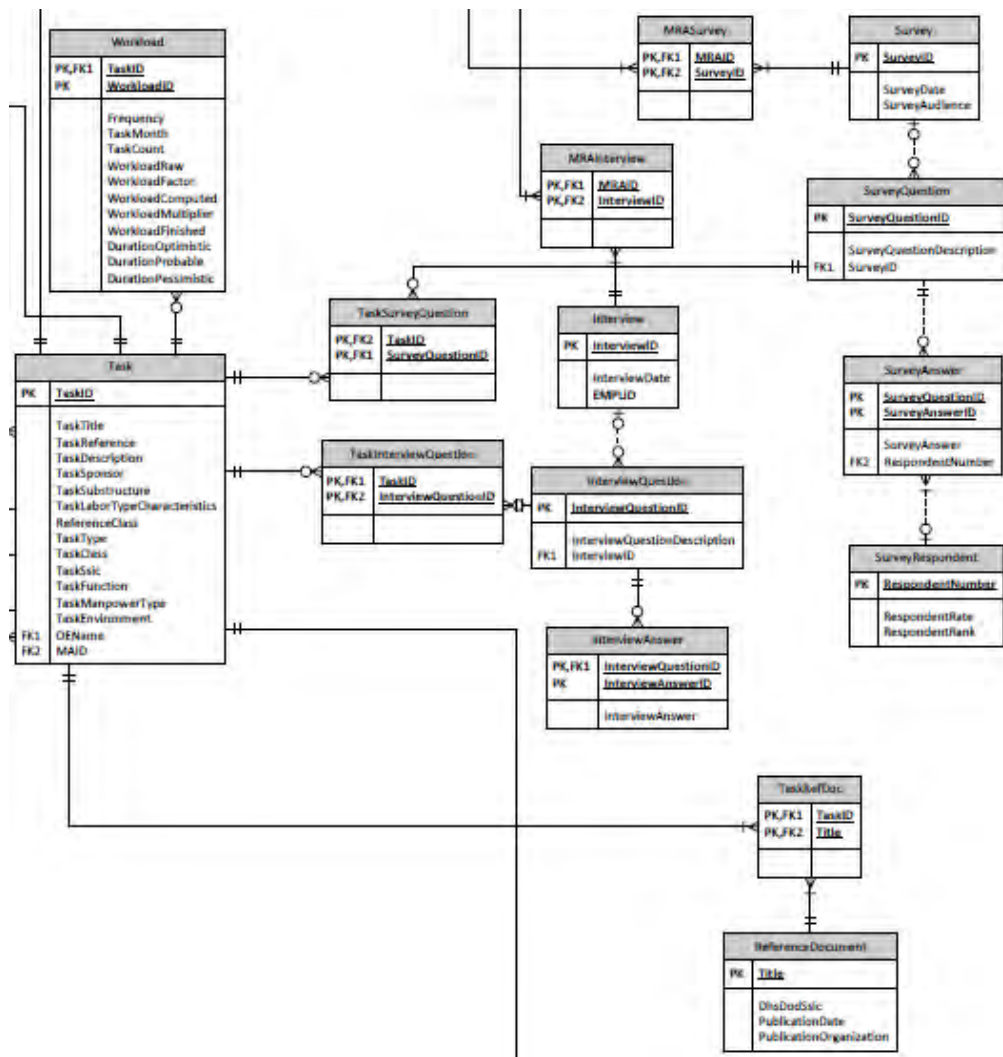 Workload
PK,FK1 TaskID
PK WorkloadID
Frequency
TaskMonth
TaskCount
WorkloadRaw
WorkloadFactor
WorkloadComputed
WorkloadMultiplier
WorkloadFinished
DurationOptimistic
DurationProbable
DurationPessimistic
MRASurvey
PK,FK1 MRAID
PK,FK2 SurveyID
Survey
PK SurveyID
SurveyDate
SurveyAudience
MRAInterview
PK,FK1 MRAID
PK,FK2 InterviewID
SurveyQuestion
PK SurveyQuestionID
SurveyQuestionDescription
FK1 SurveyID
TaskSurveyQuestion
PK,FK2 TaskID
PK,FK1 SurveyQuestionID
Interview
PK InterviewID
InterviewDate
EMPLID
Task
PK TaskID
TaskTitle
TaskReference
TaskDescription
TaskSponsor
TaskSubstructure
TaskLaborTypeCharacteristics
ReferenceClass
TaskType
TaskClass
TaskSsic
TaskFunction
TaskManpowerType
TaskEnvironment
FK1 OEName
FK2 MAID
SurveyAnswer
PK SurveyQuestionID
PK SurveyAnswerID
SurveyAnswer
FK2 RespondentNumber
TaskInterviewQuestion
PK,FK1 TaskID
PK,FK2 InterviewQuestionID
InterviewQuestion
PK InterviewQuestionID
InterviewQuestionDescription
FK1 InterviewID
SurveyRespondent
PK RespondentNumber
RespondentRate
RespondentRank
InterviewAnswer
PK,FK1 InterviewQuestionID
PK InterviewAnswerID
InterviewAnswer
TaskRefDoc
PK,FK1 TaskID
PK,FK2 Title
ReferenceDocument
PK Title
DhsDodSsic
PublicationDate
PublicationOrganization